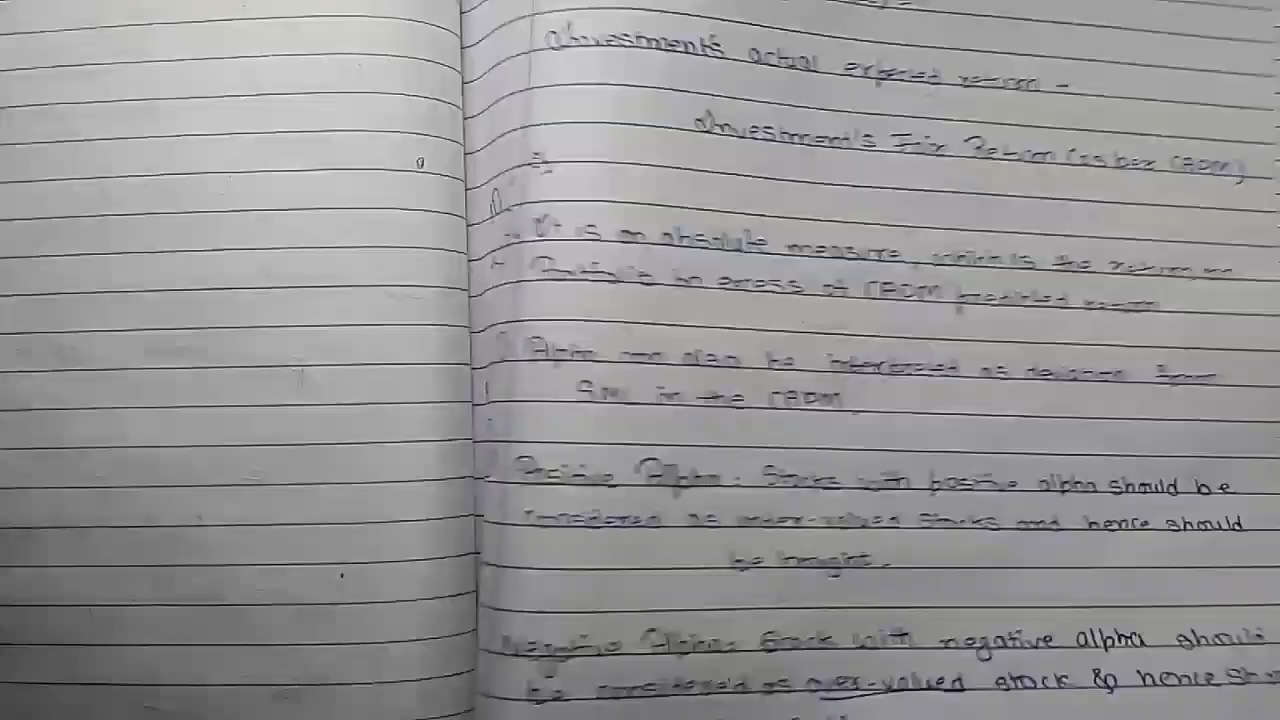 Investment's actual expected return -
Investment's Fair Return (as per CAPM)
It is an absolute measure, which is the return on
in excess of CAPM predicted return
Alpha can also be interpreted as
SML in the CAPM
Positive Alpha: Stocks with positive alpha should be
considered as under-valued stocks and hence should
be bought.
Negative Alpha: Stock with negative alpha should
be considered as over-valued stock & hence